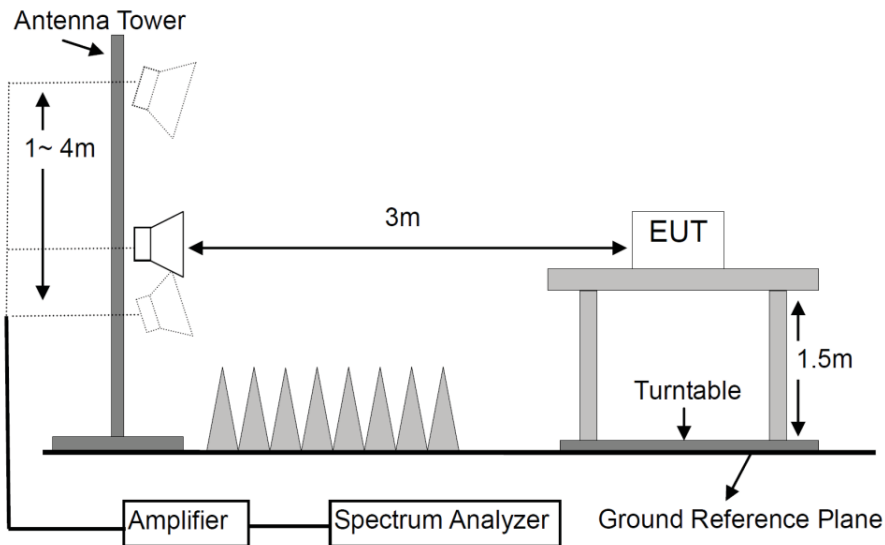 Antenna Tower
1~ 4m
3m
EUT
1.5m
Turntable
Amplifier
Spectrum Analyzer
Ground Reference Plane